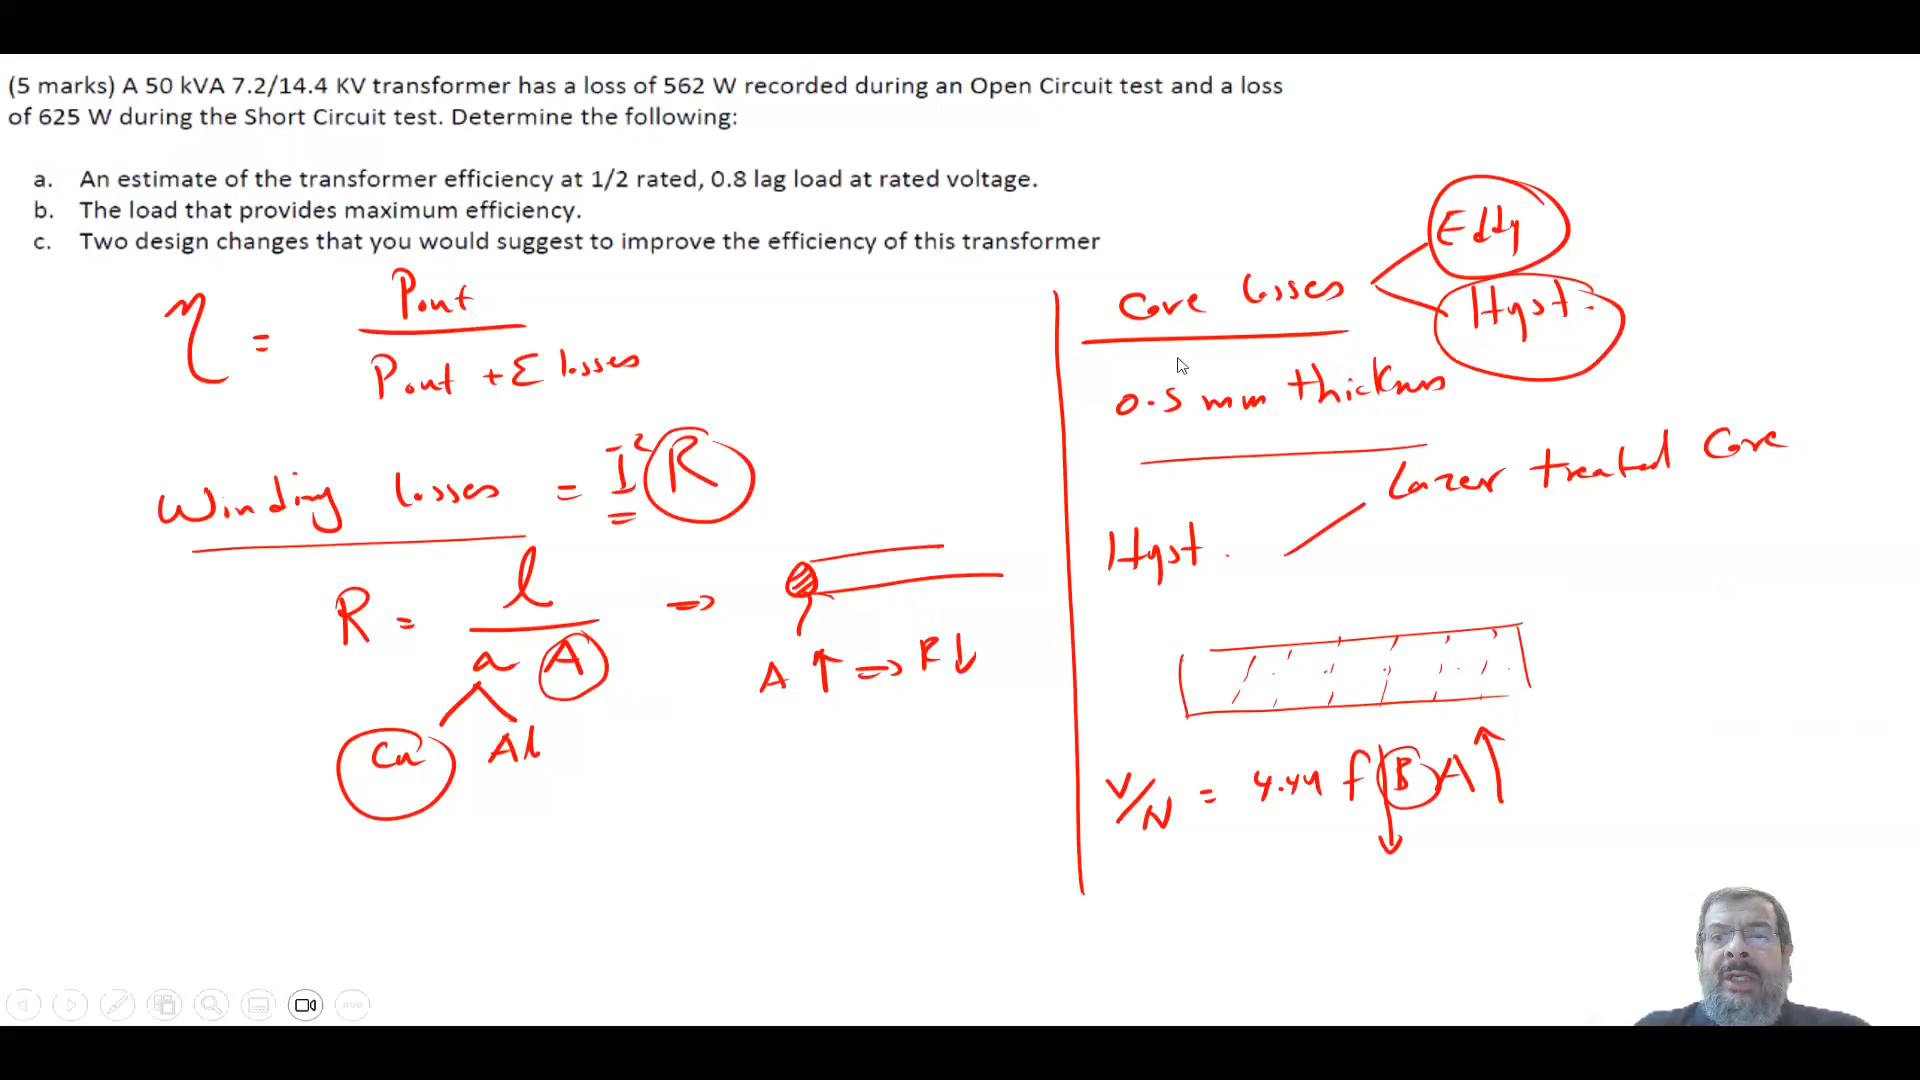 (5 marks) A 50 kVA 7.2/14.4 KV transformer has a loss of 562 W recorded during an Open Circuit test and a loss
of 625 W during the Short Circuit test. Determine the following:
a. An estimate of the transformer efficiency at 1/2 rated, 0.8 lag load at rated voltage.
b. The load that provides maximum efficiency.
c. Two design changes that you would suggest to improve the efficiency of this transformer
η = Pout / Pout + Σ losses
Winding losses = I²R
R = l / a A ⇒
A ↑ ⇒ R ↓
Cu Al
Core losses
Eddy
Hyst.
0.5 mm thicknes
Lazer treated Core
Hyst.
V/N = 4.44 f B A ↑